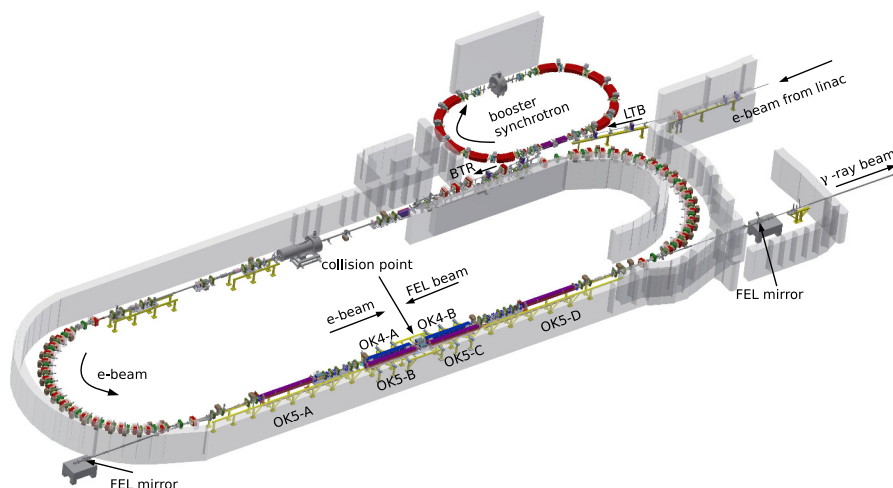 booster
synchrotron
LTB
e-beam from linac
BTR
γ -ray beam
collision point
FEL beam
e-beam
FEL mirror
OK4-A
OK4-B
OK5-D
OK5-C
OK5-B
e-beam
OK5-A
FEL mirror